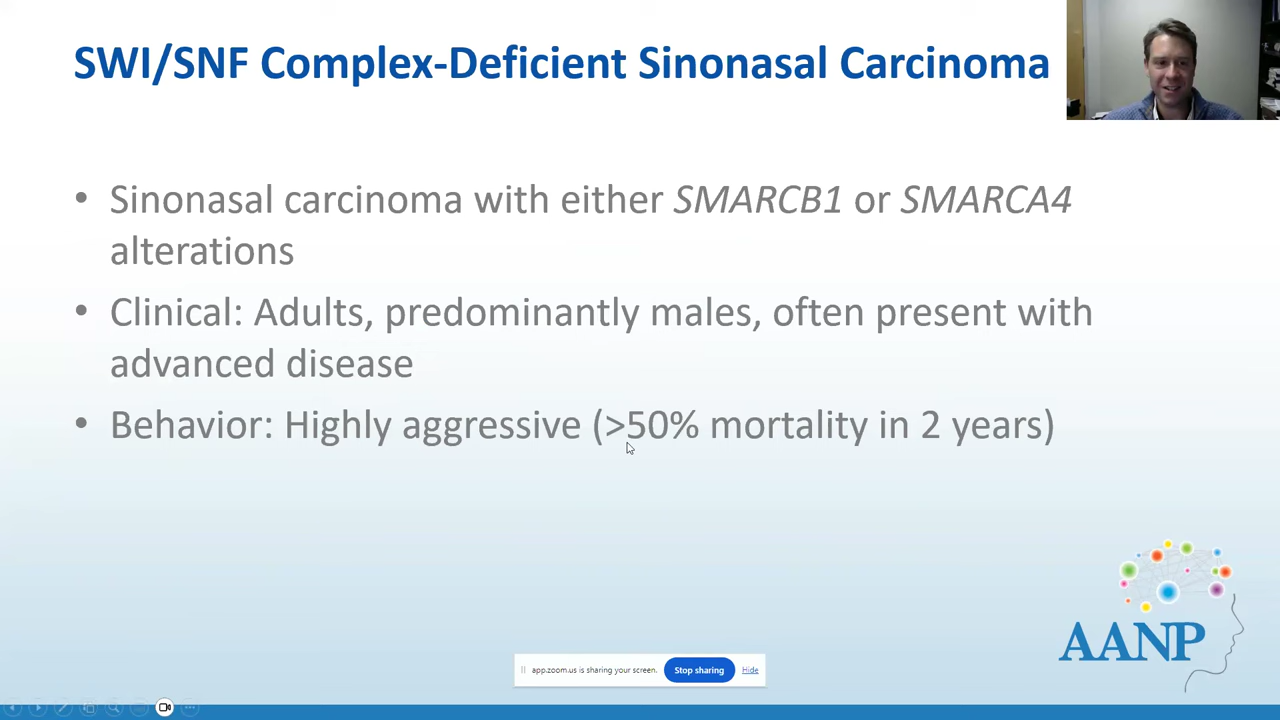 SWI/SNF Complex-Deficient Sinonasal Carcinoma
• Sinonasal carcinoma with either SMARCB1 or SMARCA4
alterations
• Clinical: Adults, predominantly males, often present with
advanced disease
• Behavior: Highly aggressive (>50% mortality in 2 years)
AANP
app.zoom.us is sharing your screen. Stop sharing Hide